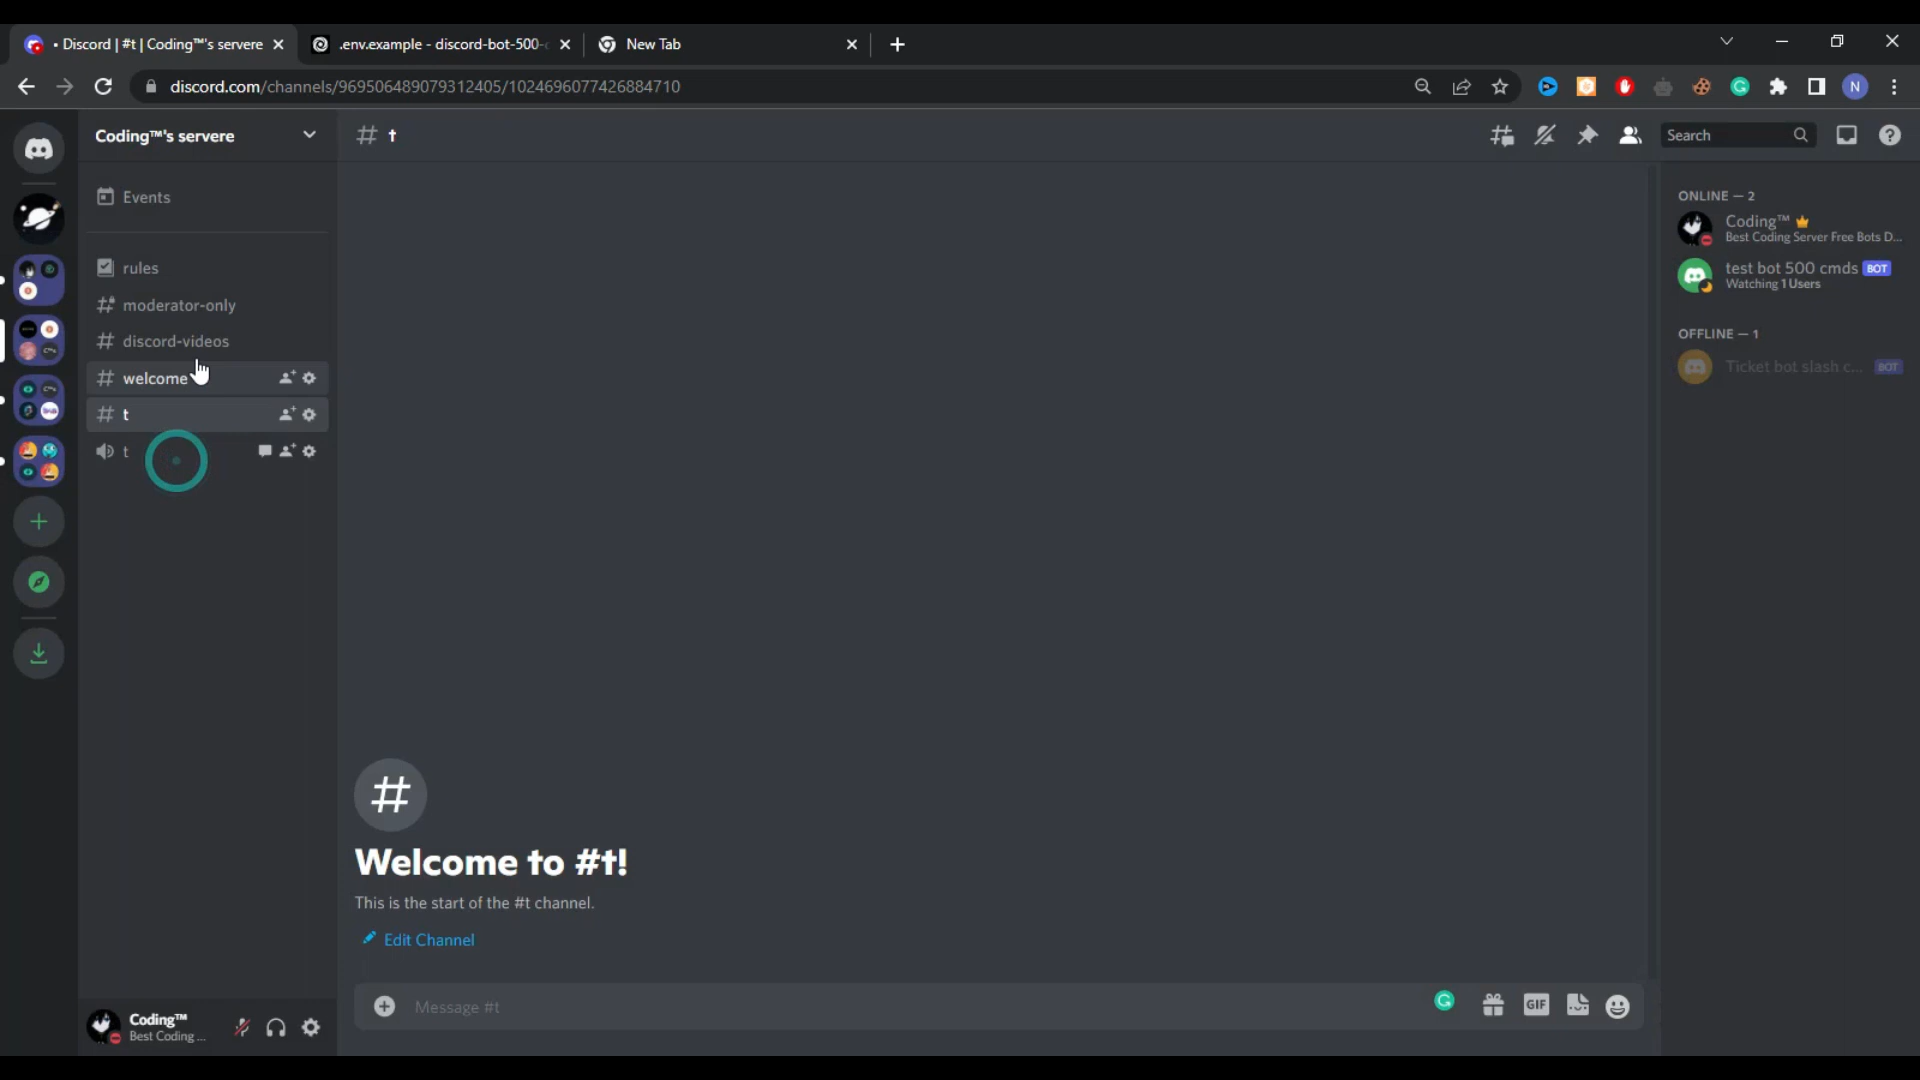 • Discord | #t | Coding™'s servere
.env.example - discord-bot-500-
New Tab
discord.com/channels/969506489079312405/1024696077426884710
N
Coding™'s servere
# t
Search
Events
rules
moderator-only
discord-videos
welcome
t
t
ONLINE — 2
Coding™
Best Coding Server Free Bots D...
test bot 500 cmds BOT
Watching 1 Users
OFFLINE — 1
Ticket bot slash c... BOT
Welcome to #t!
This is the start of the #t channel.
Edit Channel
Message #t
GIF
Coding™
Best Coding ...